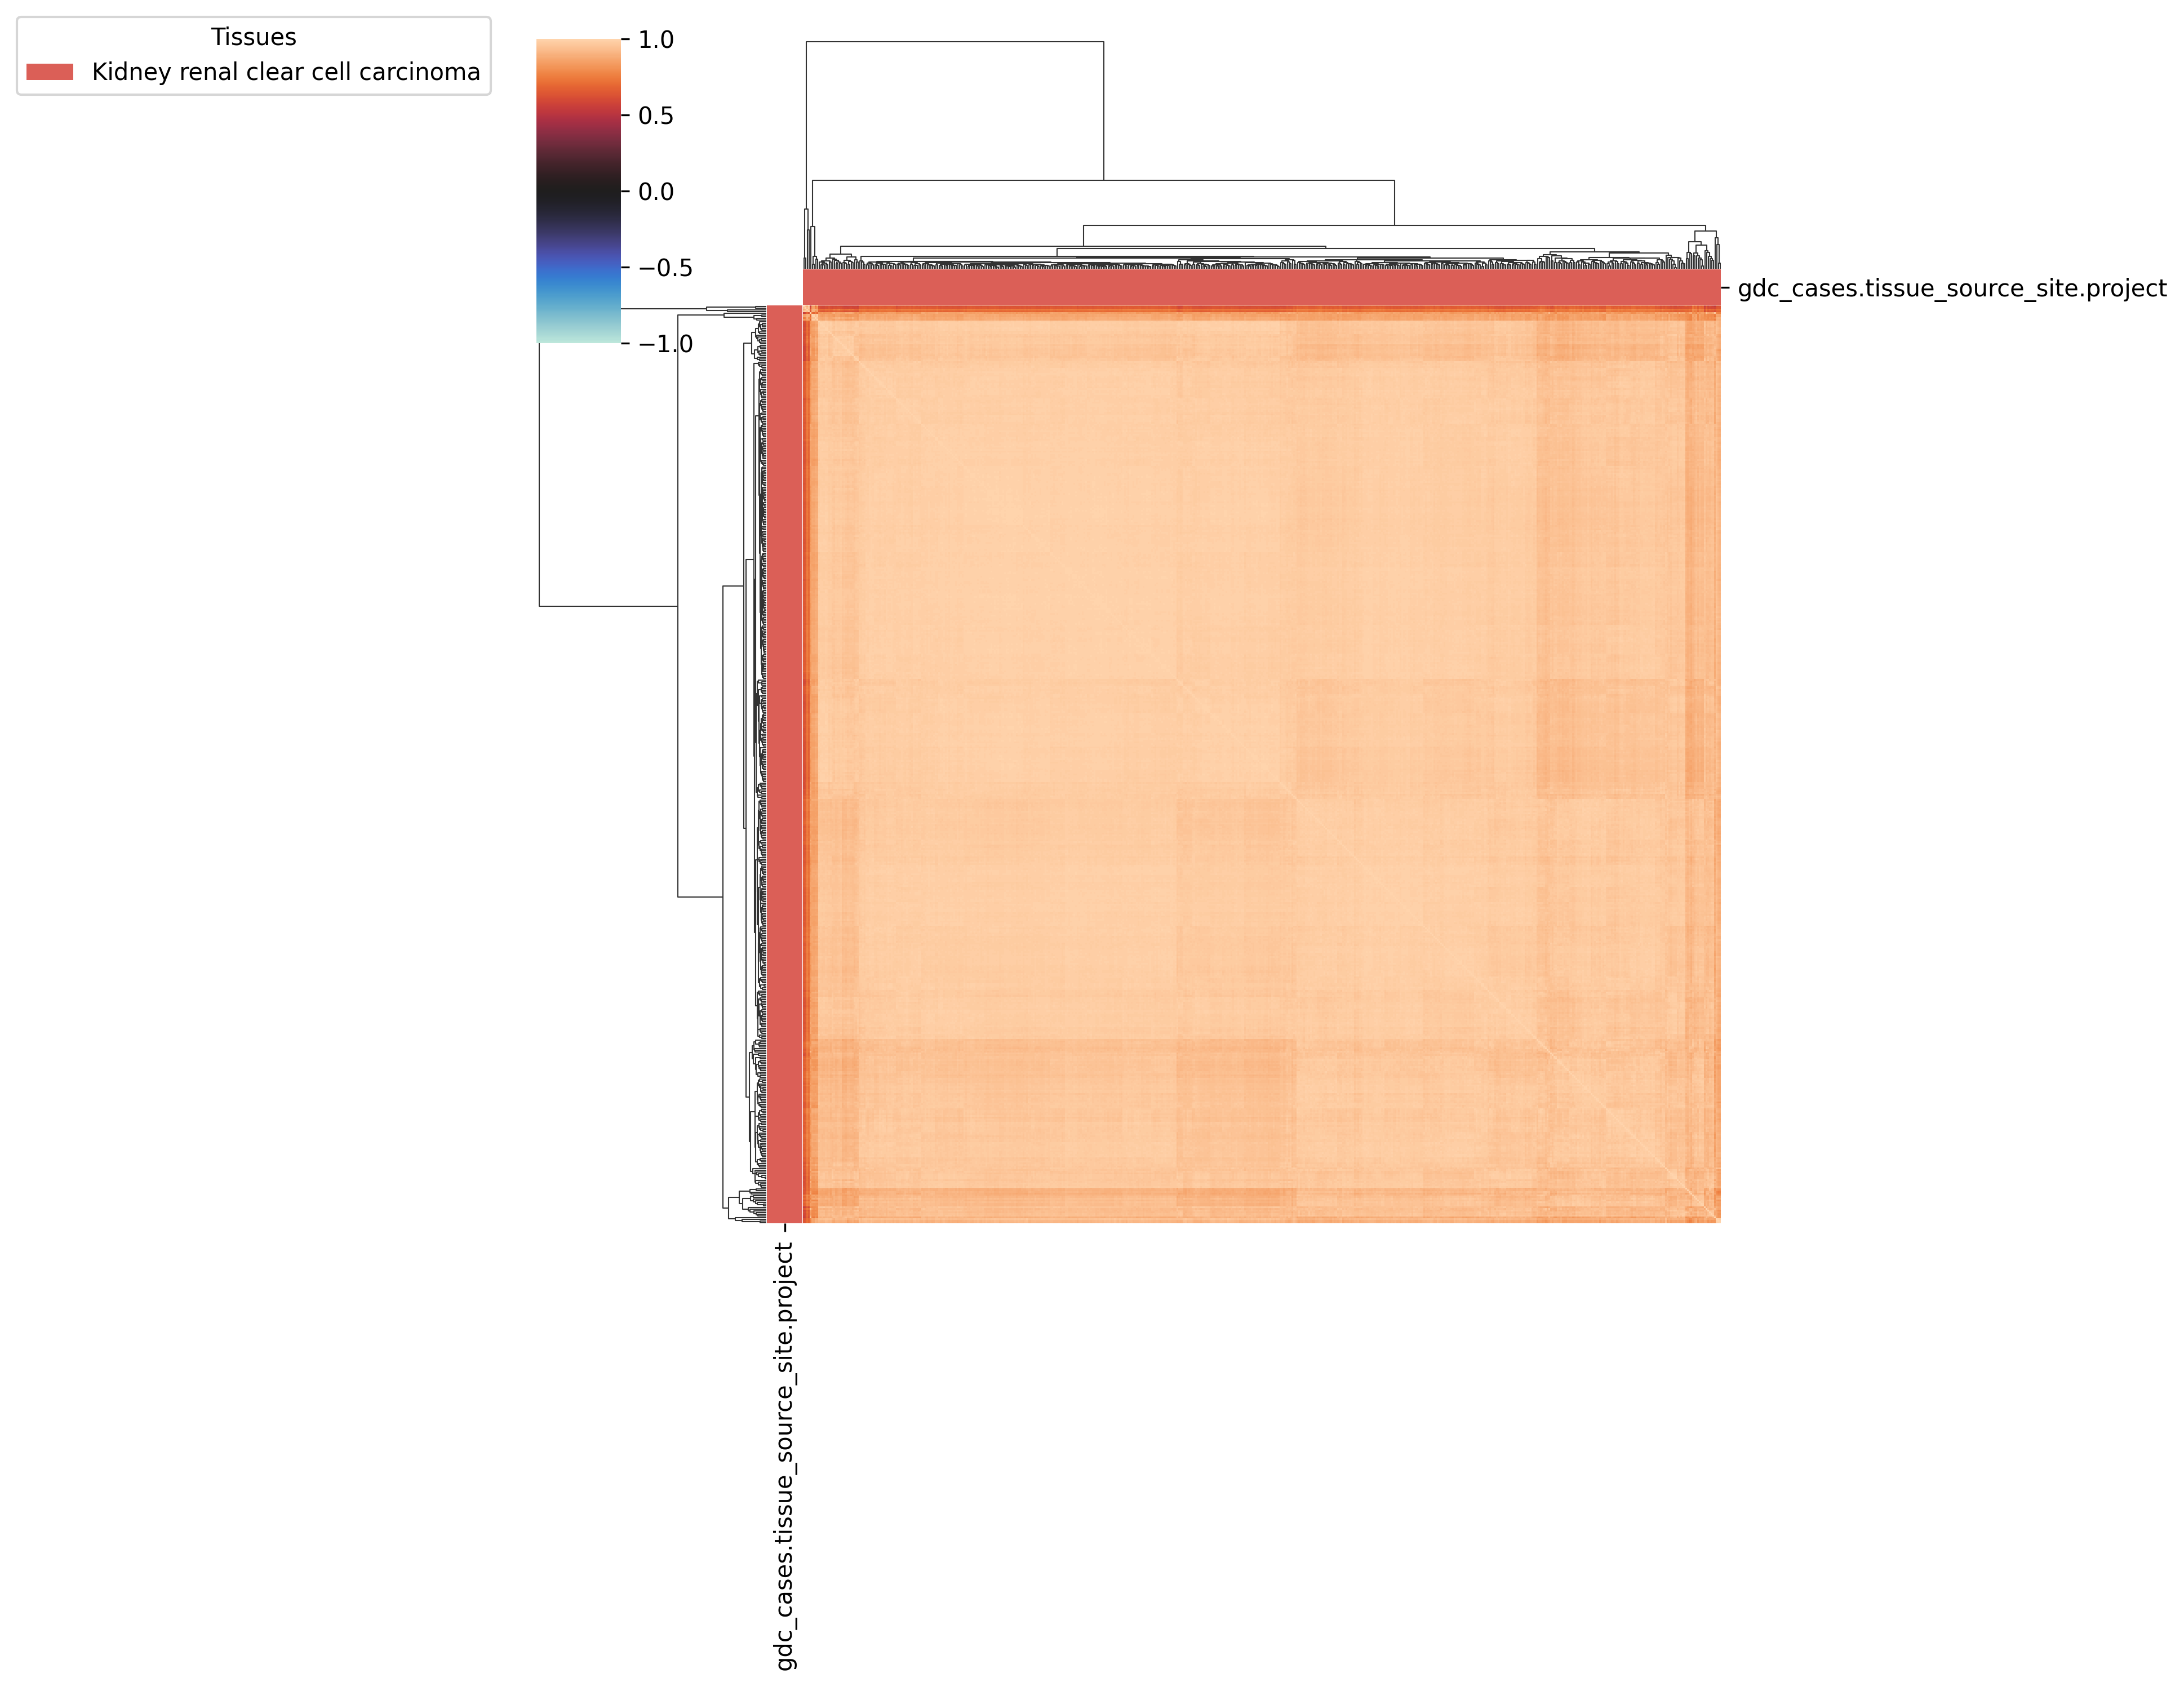 Tissues
Kidney renal clear cell carcinoma
1.0
0.5
0.0
−0.5
−1.0
gdc_cases.tissue_source_site.project
gdc_cases.tissue_source_site.project